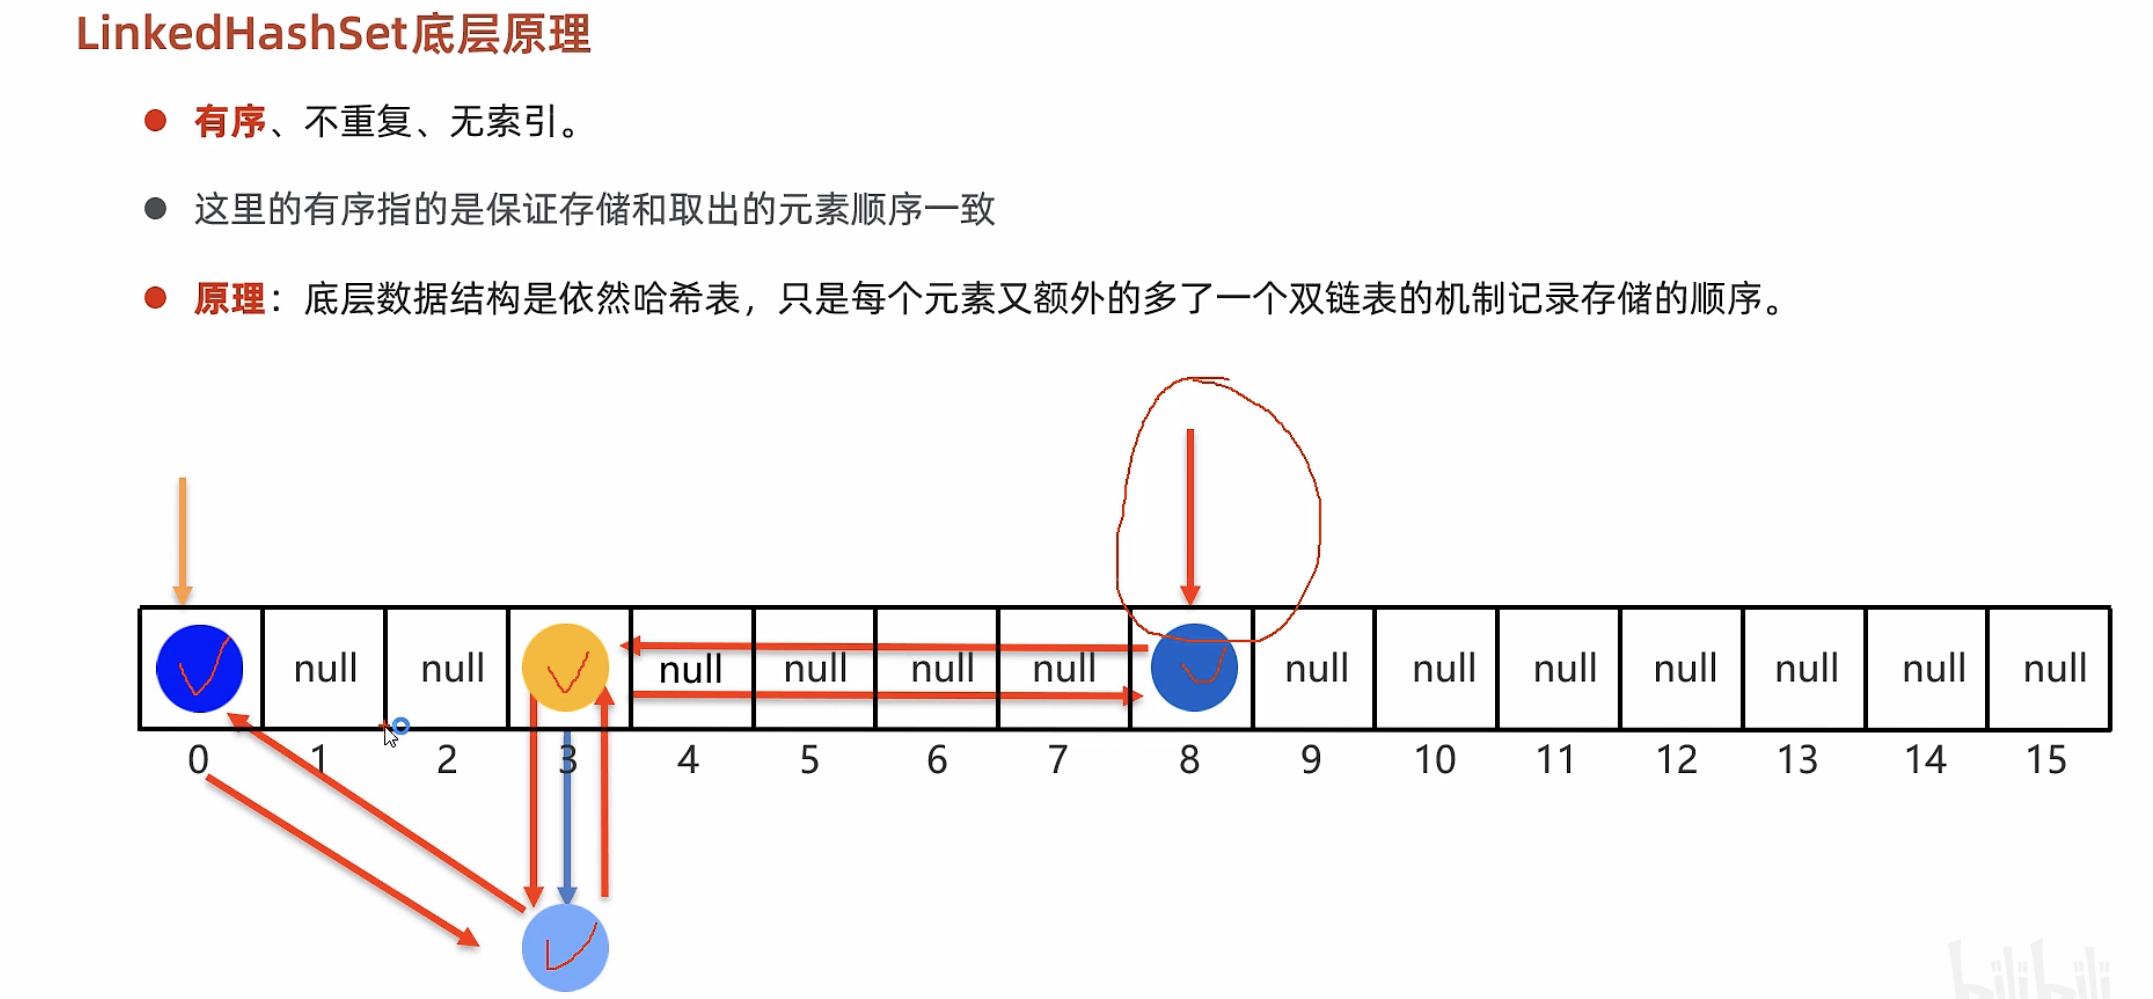 LinkedHashSet底层原理
有序、不重复、无索引。
这里的有序指的是保证存储和取出的元素顺序一致
原理：底层数据结构是依然哈希表，只是每个元素又额外的多了一个双链表的机制记录存储的顺序。
null null null null null null null null null null null null null
0 1 2 3 4 5 6 7 8 9 10 11 12 13 14 15
bilibili